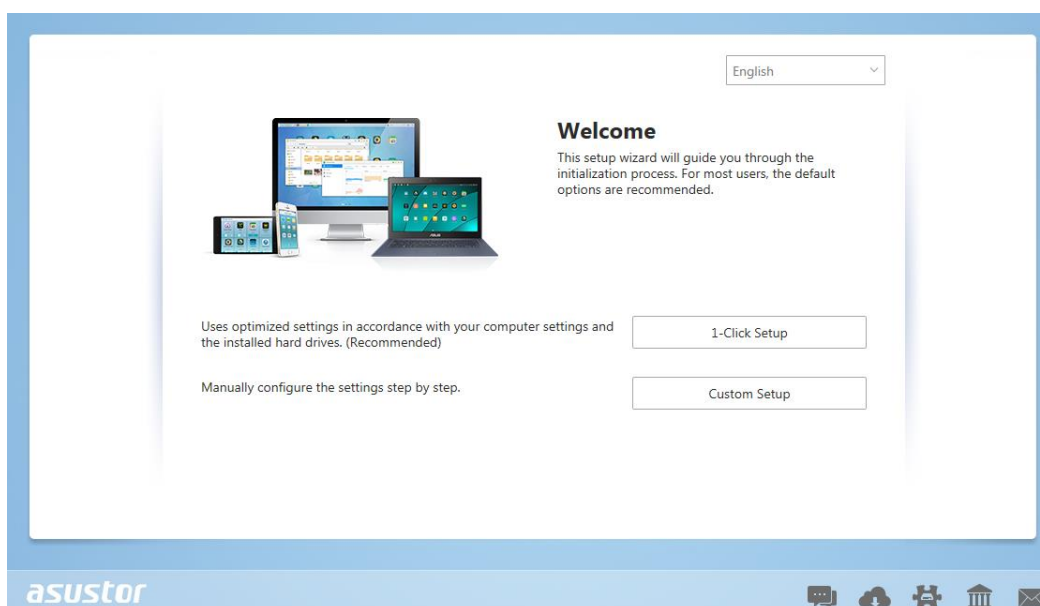 English
Welcome
This setup wizard will guide you through the
initialization process. For most users, the default
options are recommended.
Uses optimized settings in accordance with your computer settings and
the installed hard drives. (Recommended)
1-Click Setup
Manually configure the settings step by step.
Custom Setup
asustor